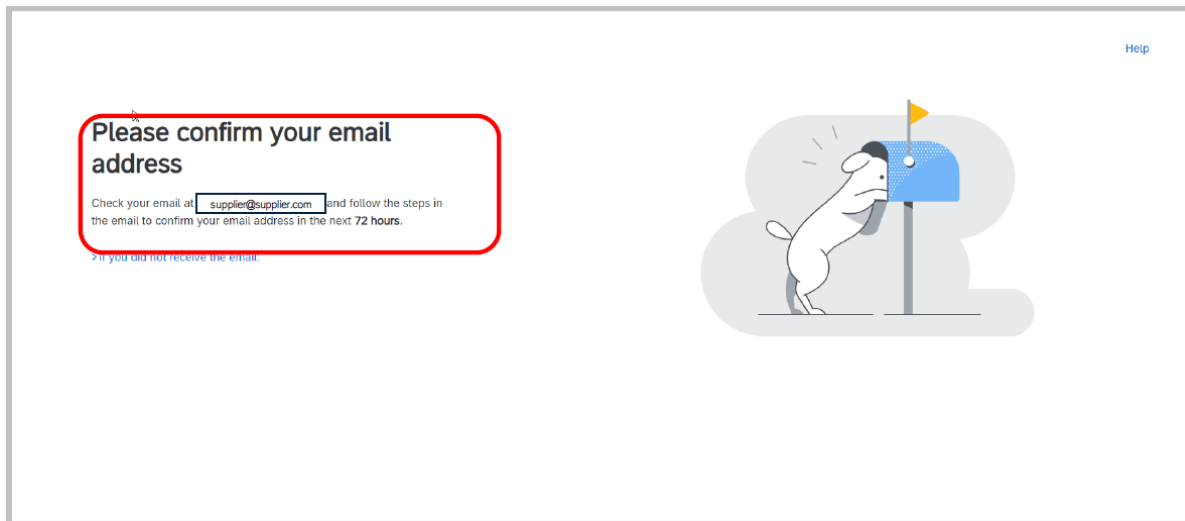 Help
Please confirm your email
address
Check your email at supplier@supplier.com and follow the steps in
the email to confirm your email address in the next 72 hours.
> If you did not receive the email: